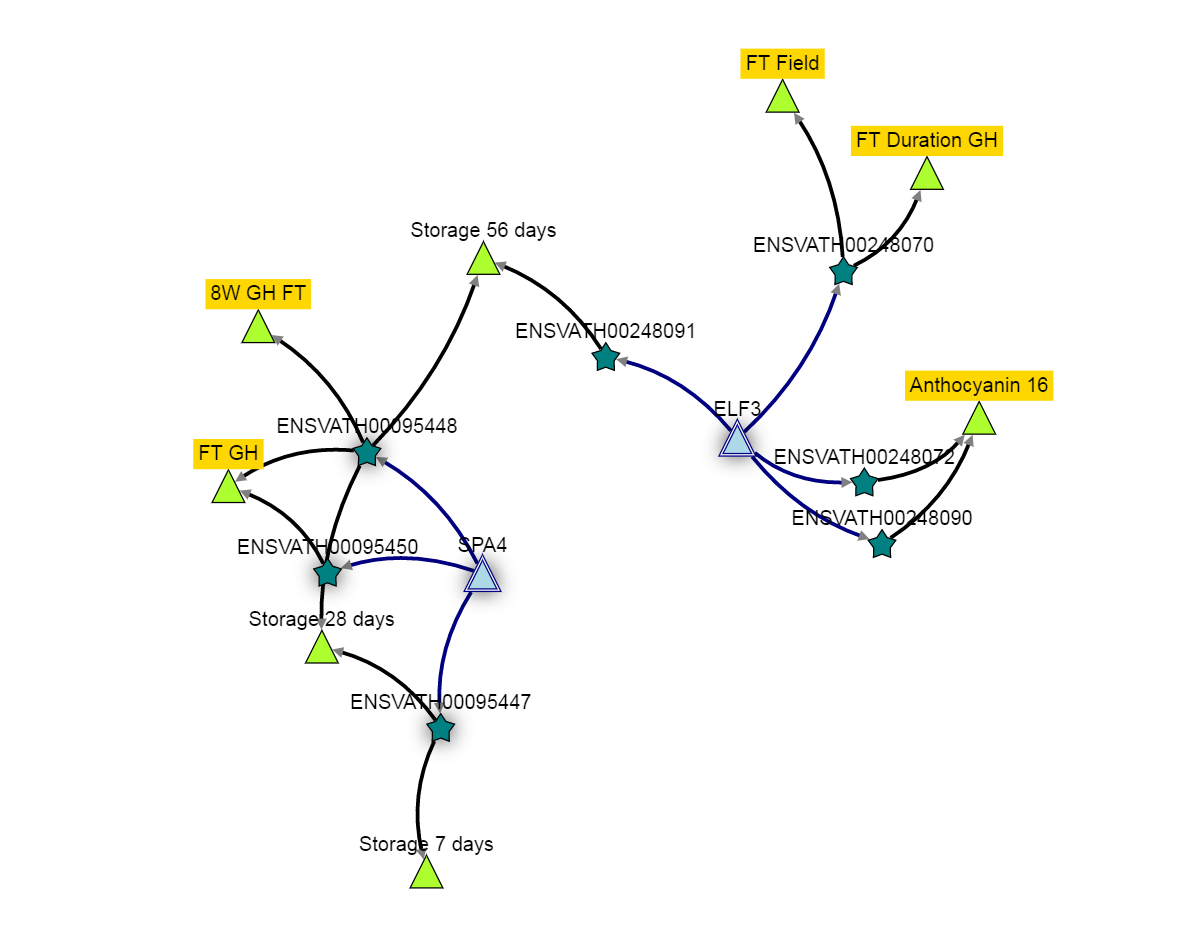 FT Field
FT Duration GH
Storage 56 days
ENSVATH00248070
8W GH FT
ENSVATH00248091
Anthocyanin 16
ELF3
ENSVATH00095448
FT GH
ENSVATH00248072
ENSVATH00248090
ENSVATH00095450
SPA4
Storage 28 days
ENSVATH00095447
Storage 7 days